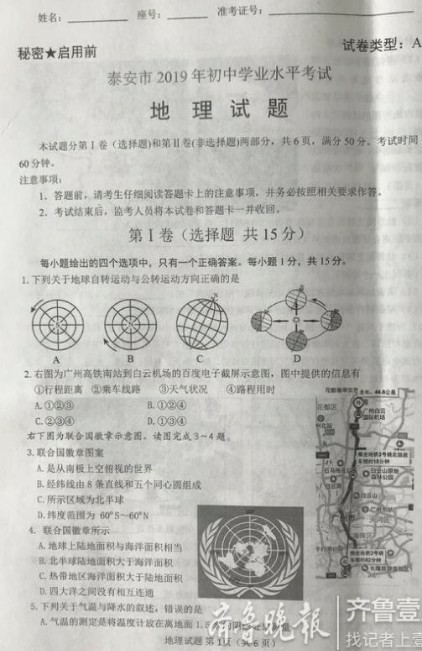 姓名：
座号：
准考证号：
秘密★启用前
试卷类型：A
泰安市 2019 年初中学业水平考试
地 理 试 题
本试题分第Ⅰ卷（选择题)和第Ⅱ卷(非选择题)两部分，共6页，满分50分。考试时间
60分钟。
注意事项：
1．答题前，请考生仔细阅读答题卡上的注意事项，并务必按照相关要求作答。
2．考试结束后，监考人员将本试卷和答题卡一并收回。
第Ⅰ卷（选择题 共15分）
每小题给出的四个选项中，只有一个正确答案。每小题1分，共15分。
1.下列关于地球自转运动与公转运动方向正确的是
A B C D
2.右图为广州高铁南站到白云机场的百度电子截屏示意图，图中提供的信息有
①行程距离 ②乘车线路 ③天气状况 ④路程用时
A.①②③ B.①②④
C.②③④ D.①③④
右下图为联合国徽章示意图。读图完成3～4题。
3.联合国徽章图案
A.是从南极上空俯视的世界
B.经纬线由8条直线和五个同心圆组成
C.所示区域为北半球
D.纬度范围为 60°S～60°N
4. 联合国徽章所示
A.地球上陆地面积与海洋面积相当
B.北半球陆地面积大于海洋面积
C.热带地区海洋面积大于陆地面积
D.四大洋之间没有相互连通
5.下列关于气温与降水的叙述，错误的是
A.气温的测定是将温度计放在离地面1.5
地理试题 第1页（共6页）
齐鲁晚报
齐鲁壹
找记者上壹
花都区
广州白云
国际机场